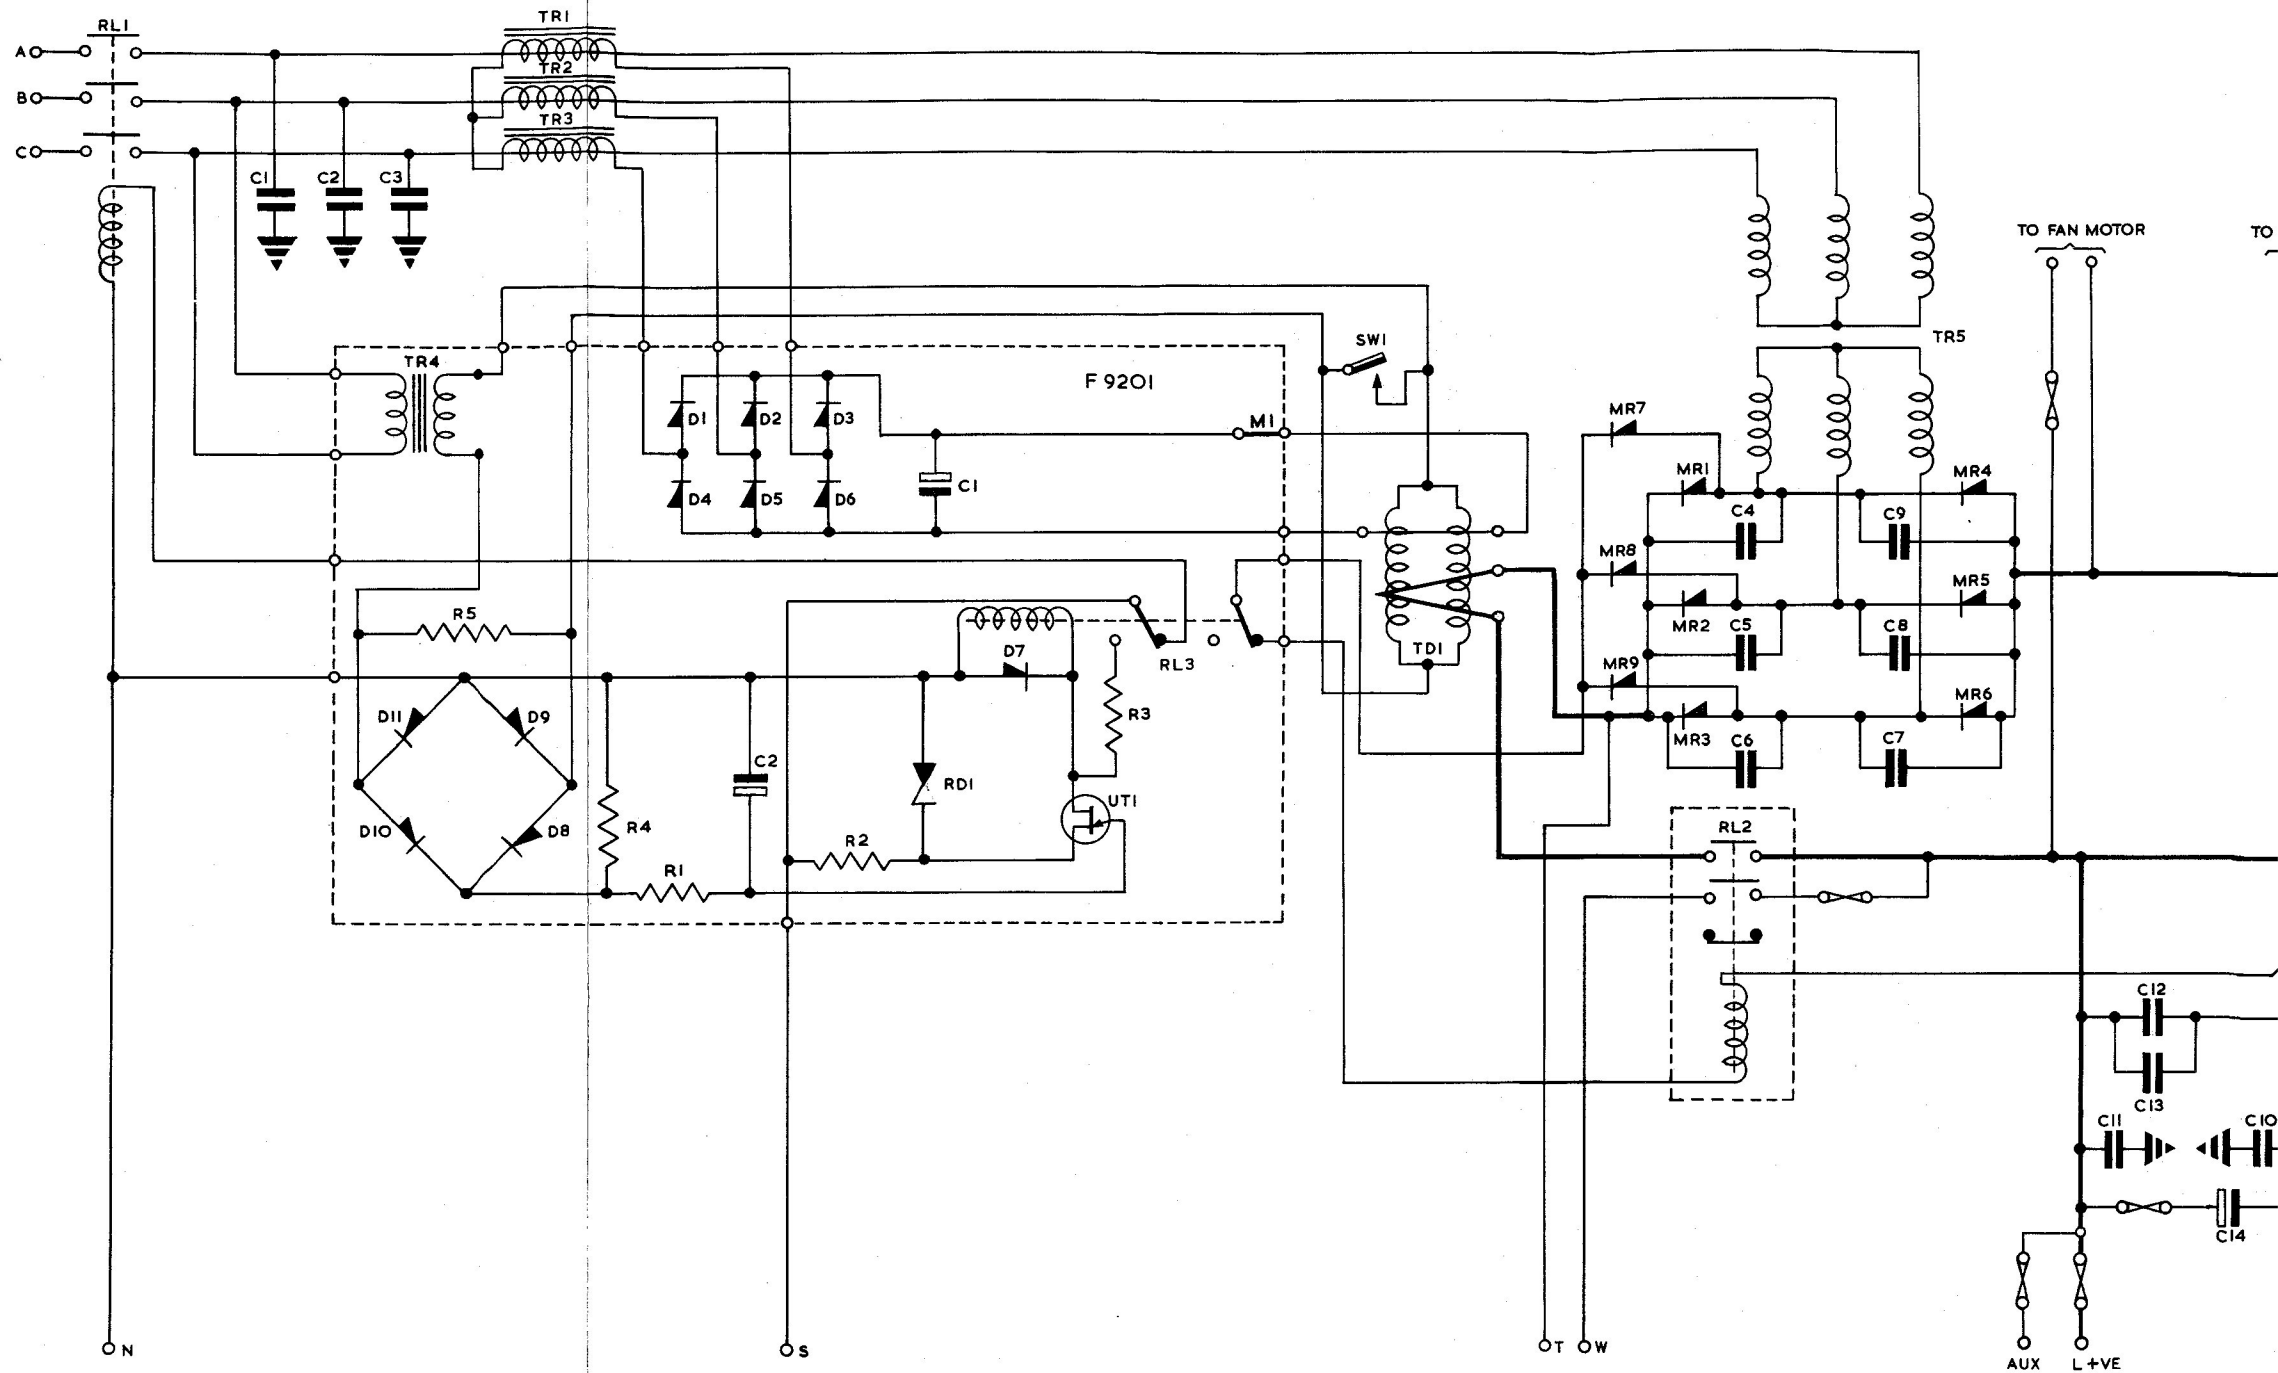 TR1
RL1
A
TR2
B
TR3
C
C1
C2
C3
TO FAN MOTOR
TO
TR5
SW1
TR4
F 9201
D1
D2
D3
M1
MR7
MR1
MR4
D4
D5
D6
C1
C4
C9
MR8
MR5
R5
MR2
C5
C8
D7
RL3
TD1
MR9
MR6
D11
D9
R3
MR3
C6
C7
C2
RD1
UT1
D10
D8
R4
RL2
R2
R1
C12
C13
C11
C10
C14
N
S
T
W
AUX
L +VE